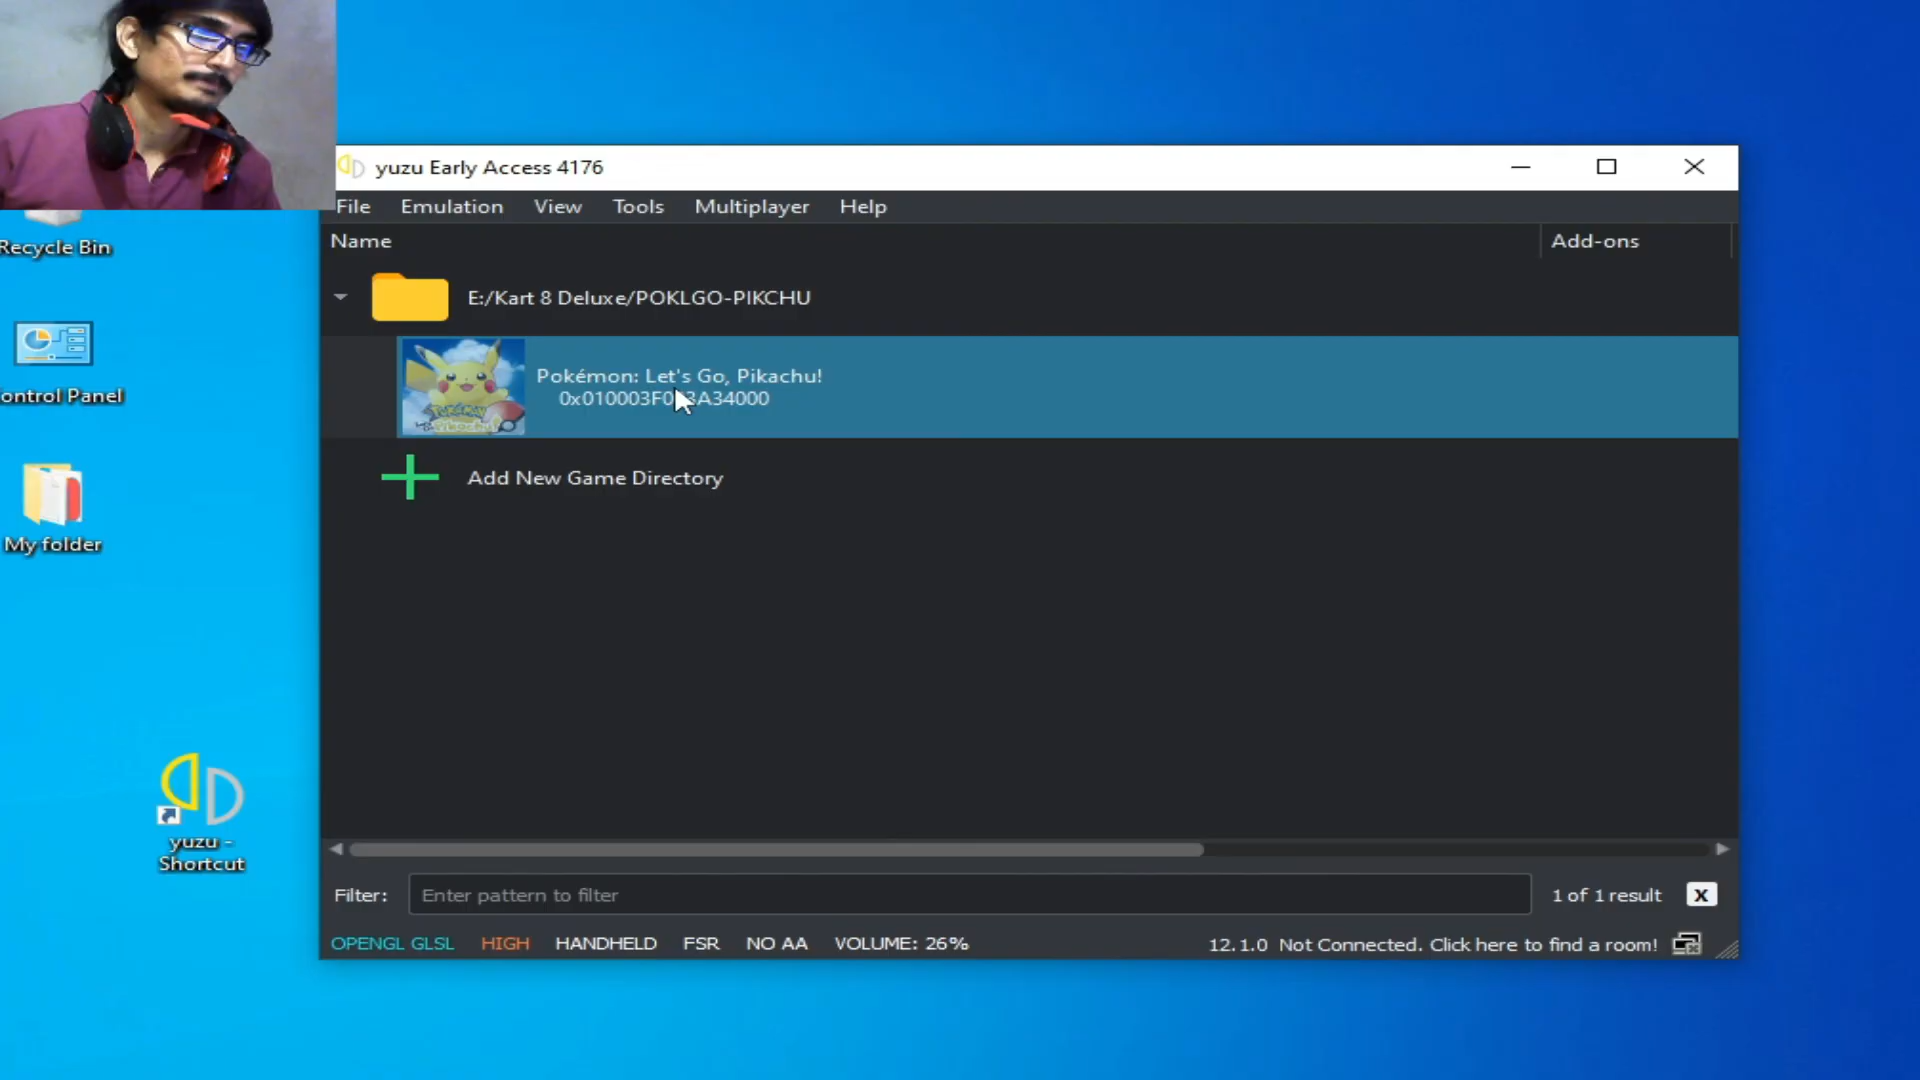 yuzu Early Access 4176
File Emulation View Tools Multiplayer Help
Recycle Bin
Name Add-ons
E:/Kart 8 Deluxe/POKLGO-PIKCHU
ontrol Panel
Pokémon: Let's Go, Pikachu!
Add New Game Directory
My folder
yuzu -
Shortcut
Filter: Enter pattern to filter 1 of 1 result X
OPENGL GLSL HIGH HANDHELD FSR NO AA VOLUME: 26% 12.1.0 Not Connected. Click here to find a room!